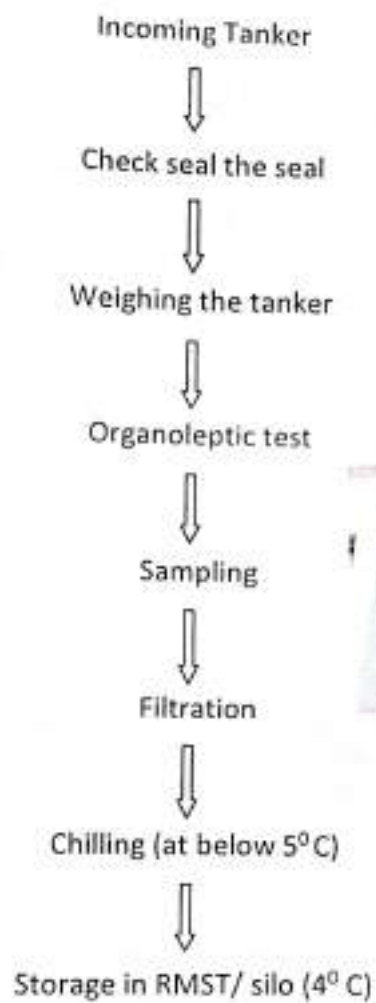 Incoming Tanker
Check seal the seal
Weighing the tanker
Organoleptic test
Sampling
Filtration
Chilling (at below 5⁰ C)
Storage in RMST/ silo (4⁰ C)